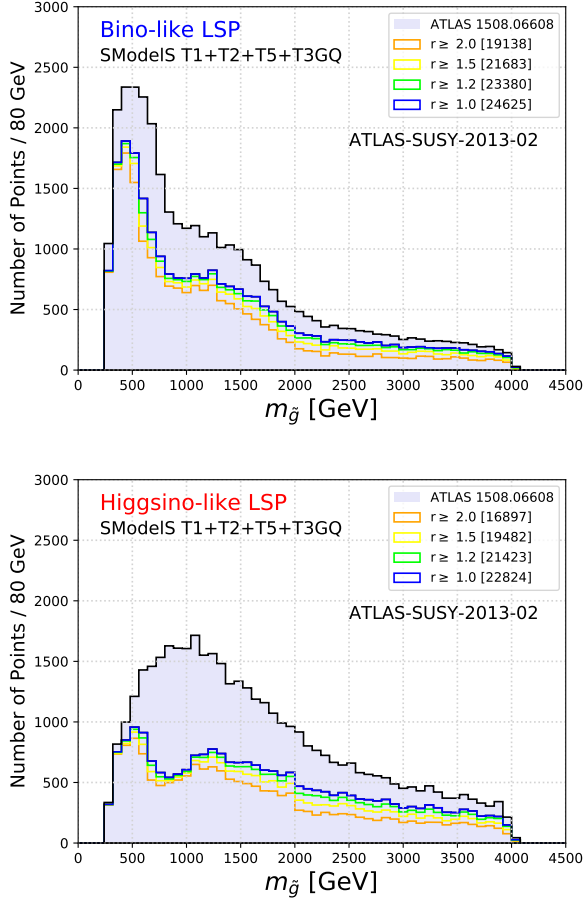 3000
2500
2000
1500
1000
500
0
Number of Points / 80 GeV
Bino-like LSP
SModelS T1+T2+T5+T3GQ
ATLAS 1508.06608
r ≥ 2.0 [19138]
r ≥ 1.5 [21683]
r ≥ 1.2 [23380]
r ≥ 1.0 [24625]
ATLAS-SUSY-2013-02
0 500 1000 1500 2000 2500 3000 3500 4000 4500
m_g̃ [GeV]
3000
2500
2000
1500
1000
500
0
Number of Points / 80 GeV
Higgsino-like LSP
SModelS T1+T2+T5+T3GQ
ATLAS 1508.06608
r ≥ 2.0 [16897]
r ≥ 1.5 [19482]
r ≥ 1.2 [21423]
r ≥ 1.0 [22824]
ATLAS-SUSY-2013-02
0 500 1000 1500 2000 2500 3000 3500 4000 4500
m_g̃ [GeV]